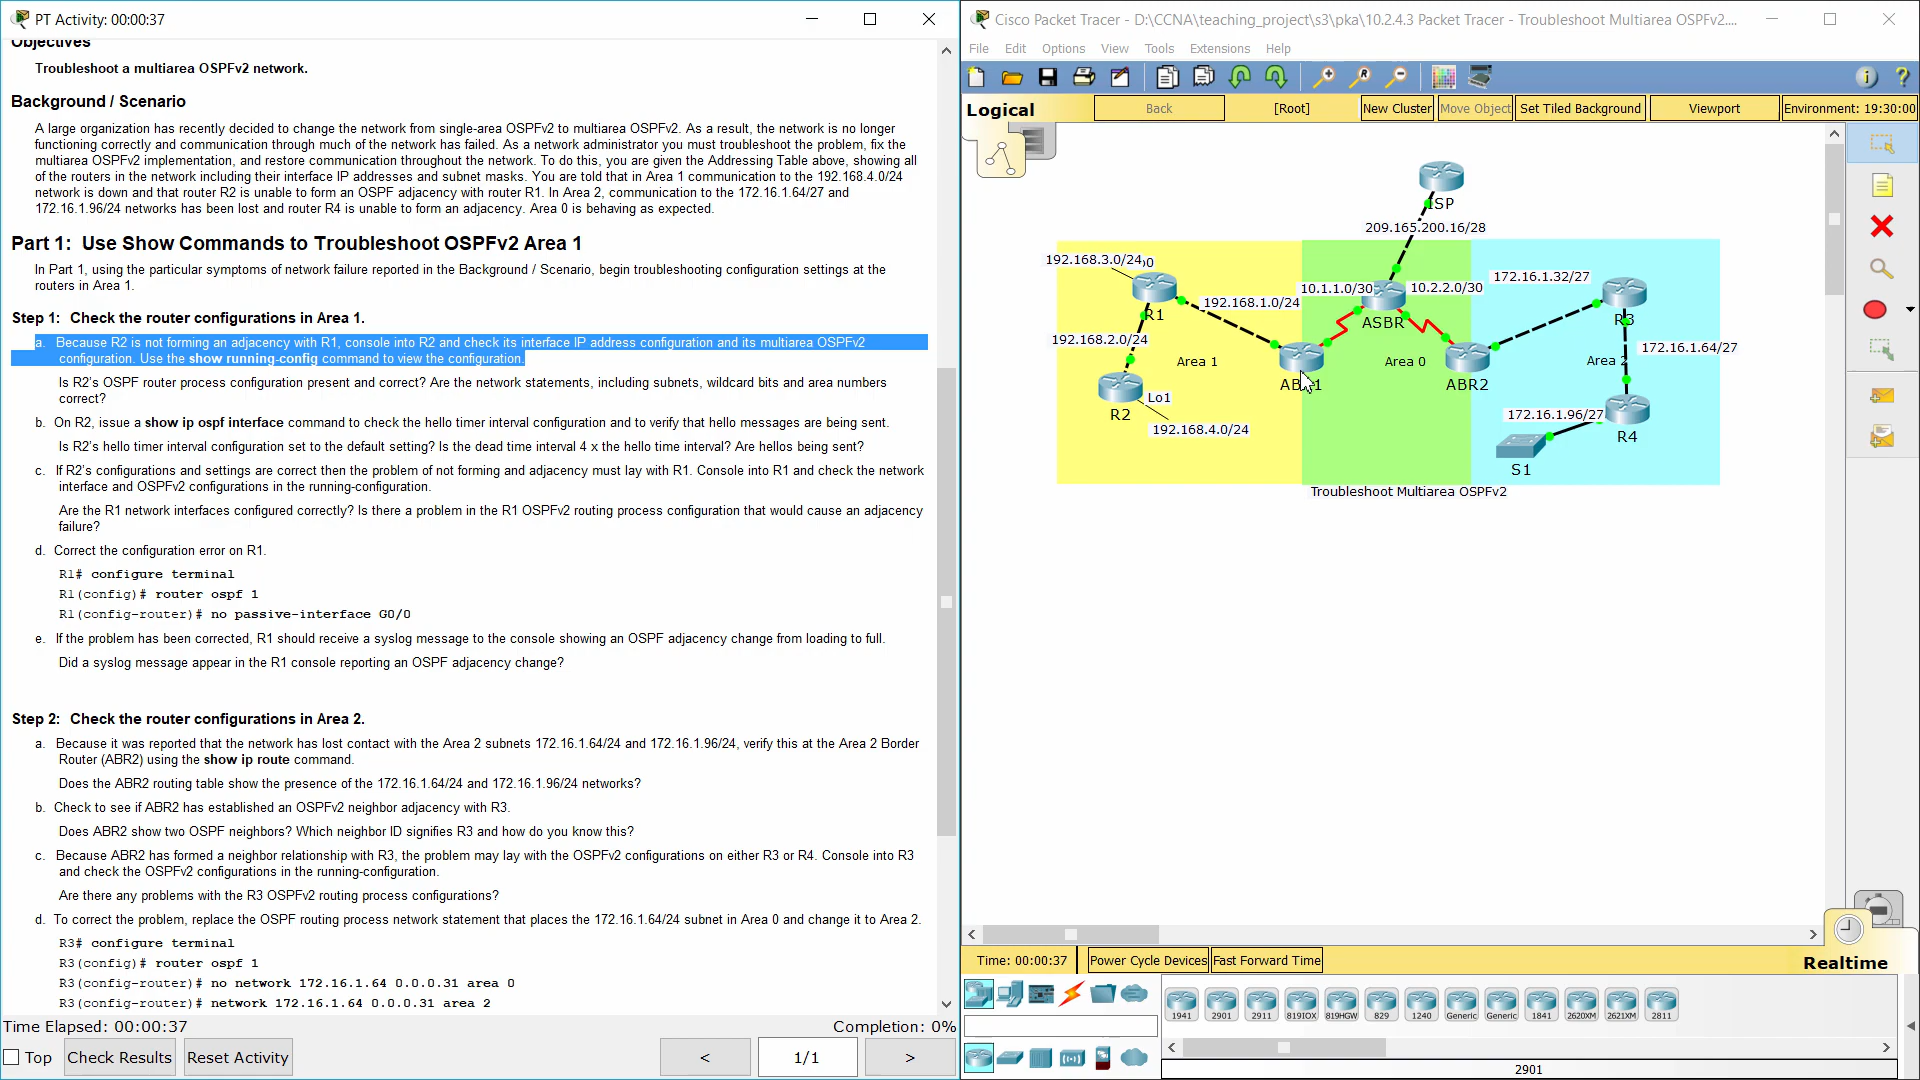 PT Activity: 00:00:37
Objectives
Troubleshoot a multiarea OSPFv2 network.
Background / Scenario
A large organization has recently decided to change the network from single-area OSPFv2 to multiarea OSPFv2. As a result, the network is no longer
functioning correctly and communication through much of the network has failed. As a network administrator you must troubleshoot the problem, fix the
multiarea OSPFv2 implementation, and restore communication throughout the network. To do this, you are given the Addressing Table above, showing all
of the routers in the network including their interface IP addresses and subnet masks. You are told that in Area 1 communication to the 192.168.4.0/24
network is down and that router R2 is unable to form an OSPF adjacency with router R1. In Area 2, communication to the 172.16.1.64/27 and
172.16.1.96/24 networks has been lost and router R4 is unable to form an adjacency. Area 0 is behaving as expected.
Part 1: Use Show Commands to Troubleshoot OSPFv2 Area 1
In Part 1, using the particular symptoms of network failure reported in the Background / Scenario, begin troubleshooting configuration settings at the
routers in Area 1.
Step 1: Check the router configurations in Area 1.
a. Because R2 is not forming an adjacency with R1, console into R2 and check its interface IP address configuration and its multiarea OSPFv2
configuration. Use the show running-config command to view the configuration.
Is R2's OSPF router process configuration present and correct? Are the network statements, including subnets, wildcard bits and area numbers
correct?
b. On R2, issue a show ip ospf interface command to check the hello timer interval configuration and to verify that hello messages are being sent.
Is R2's hello timer interval configuration set to the default setting? Is the dead time interval 4 x the hello time interval? Are hellos being sent?
c. If R2's configurations and settings are correct then the problem of not forming and adjacency must lay with R1. Console into R1 and check the network
interface and OSPFv2 configurations in the running-configuration.
Are the R1 network interfaces configured correctly? Is there a problem in the R1 OSPFv2 routing process configuration that would cause an adjacency
failure?
d. Correct the configuration error on R1.
R1# configure terminal
R1(config)# router ospf 1
R1(config-router)# no passive-interface G0/0
e. If the problem has been corrected, R1 should receive a syslog message to the console showing an OSPF adjacency change from loading to full.
Did a syslog message appear in the R1 console reporting an OSPF adjacency change?
Step 2: Check the router configurations in Area 2.
a. Because it was reported that the network has lost contact with the Area 2 subnets 172.16.1.64/24 and 172.16.1.96/24, verify this at the Area 2 Border
Router (ABR2) using the show ip route command.
Does the ABR2 routing table show the presence of the 172.16.1.64/24 and 172.16.1.96/24 networks?
b. Check to see if ABR2 has established an OSPFv2 neighbor adjacency with R3.
Does ABR2 show two OSPF neighbors? Which neighbor ID signifies R3 and how do you know this?
c. Because ABR2 has formed a neighbor relationship with R3, the problem may lay with the OSPFv2 configurations on either R3 or R4. Console into R3
and check the OSPFv2 configurations in the running-configuration.
Are there any problems with the R3 OSPFv2 routing process configurations?
d. To correct the problem, replace the OSPF routing process network statement that places the 172.16.1.64/24 subnet in Area 0 and change it to Area 2.
R3# configure terminal
R3(config)# router ospf 1
R3(config-router)# no network 172.16.1.64 0.0.0.31 area 0
R3(config-router)# network 172.16.1.64 0.0.0.31 area 2
Time Elapsed: 00:00:37
Completion: 0%
Top
Check Results
Reset Activity
<
1/1
>
Cisco Packet Tracer - D:\CCNA\teaching_project\s3\pka\10.2.4.3 Packet Tracer - Troubleshoot Multiarea OSPFv2....
File Edit Options View Tools Extensions Help
Logical
Back
[Root]
New Cluster
Move Object
Set Tiled Background
Viewport
Environment: 19:30:00
ISP
209.165.200.16/28
192.168.3.0/24
R1
192.168.1.0/24
10.1.1.0/30
10.2.2.0/30
172.16.1.32/27
R3
ASBR
192.168.2.0/24
Area 1
Area 0
Area 2
172.16.1.64/27
ABR1
ABR2
R2
Lo1
192.168.4.0/24
172.16.1.96/27
R4
S1
Troubleshoot Multiarea OSPFv2
Time: 00:00:37
Power Cycle Devices
Fast Forward Time
Realtime
1941
2901
2911
819IOX
819HGW
829
1240
Generic
Generic
1841
2620XM
2621XM
2811
2901